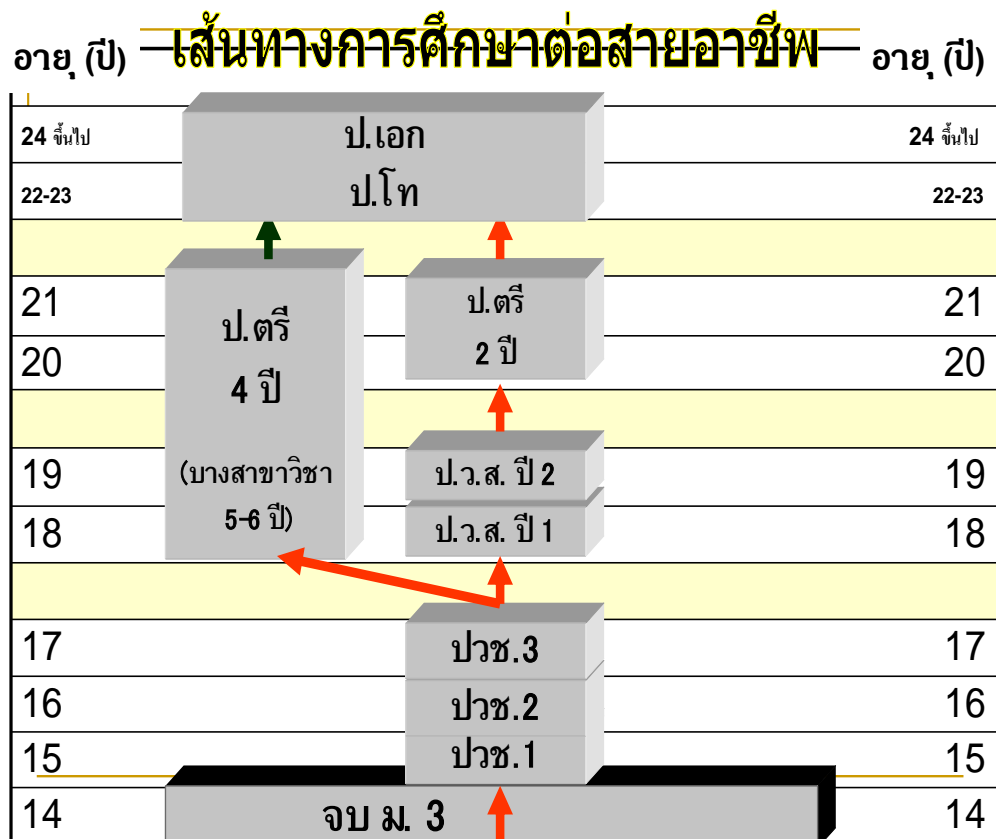 เส้นทางการศึกษาต่อสายอาชีพ
อายุ (ปี) อายุ (ปี)
24 ขึ้นไป ป.เอก 24 ขึ้นไป
22-23 ป.โท 22-23
21 ป.ตรี ป.ตรี 21
20 4 ปี 2 ปี 20
19 (บางสาขาวิชา ป.ว.ส. ปี 2 19
18 5-6 ปี) ป.ว.ส. ปี 1 18
17 ปวช.3 17
16 ปวช.2 16
15 ปวช.1 15
14 จบ ม. 3 14